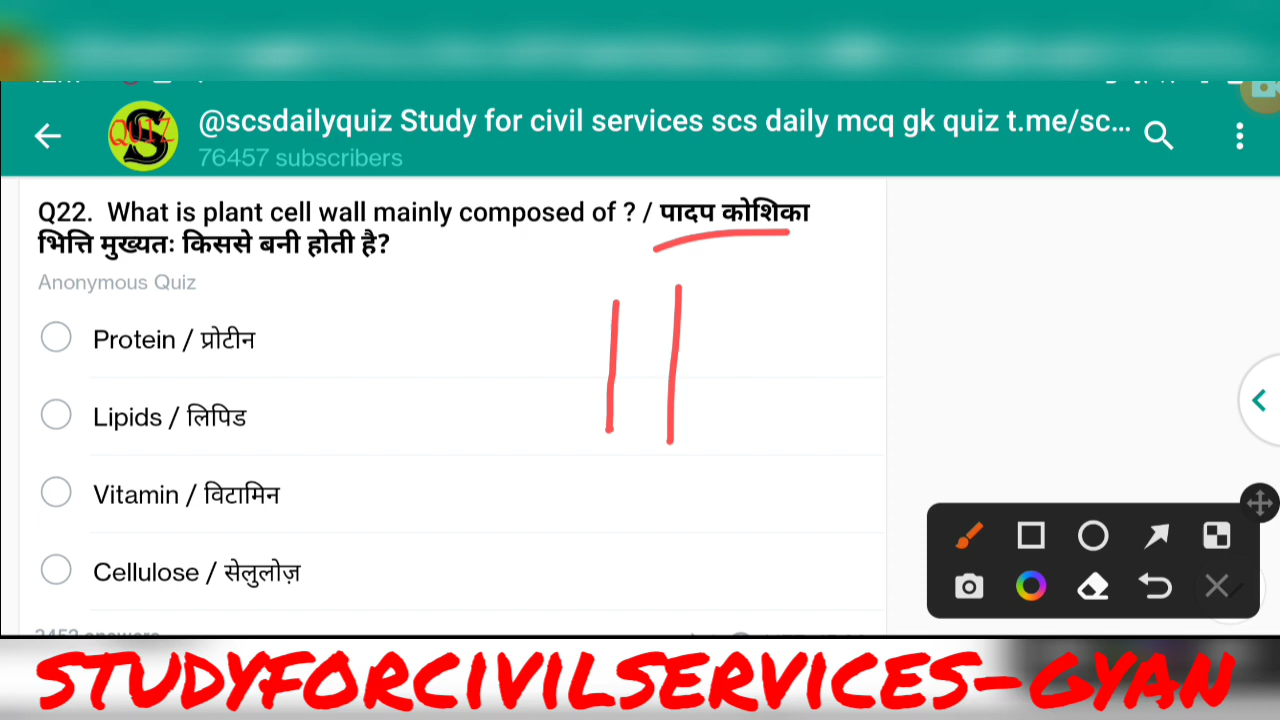 @scsdailyquiz Study for civil services scs daily mcq gk quiz t.me/sc...
76457 subscribers
Q22. What is plant cell wall mainly composed of ? / पादप कोशिका
भित्ति मुख्यतः किससे बनी होती है?
Anonymous Quiz
Protein / प्रोटीन
Lipids / लिपिड
Vitamin / विटामिन
Cellulose / सेलुलोज़
STUDYFORCIVILSERVICES-GYAN